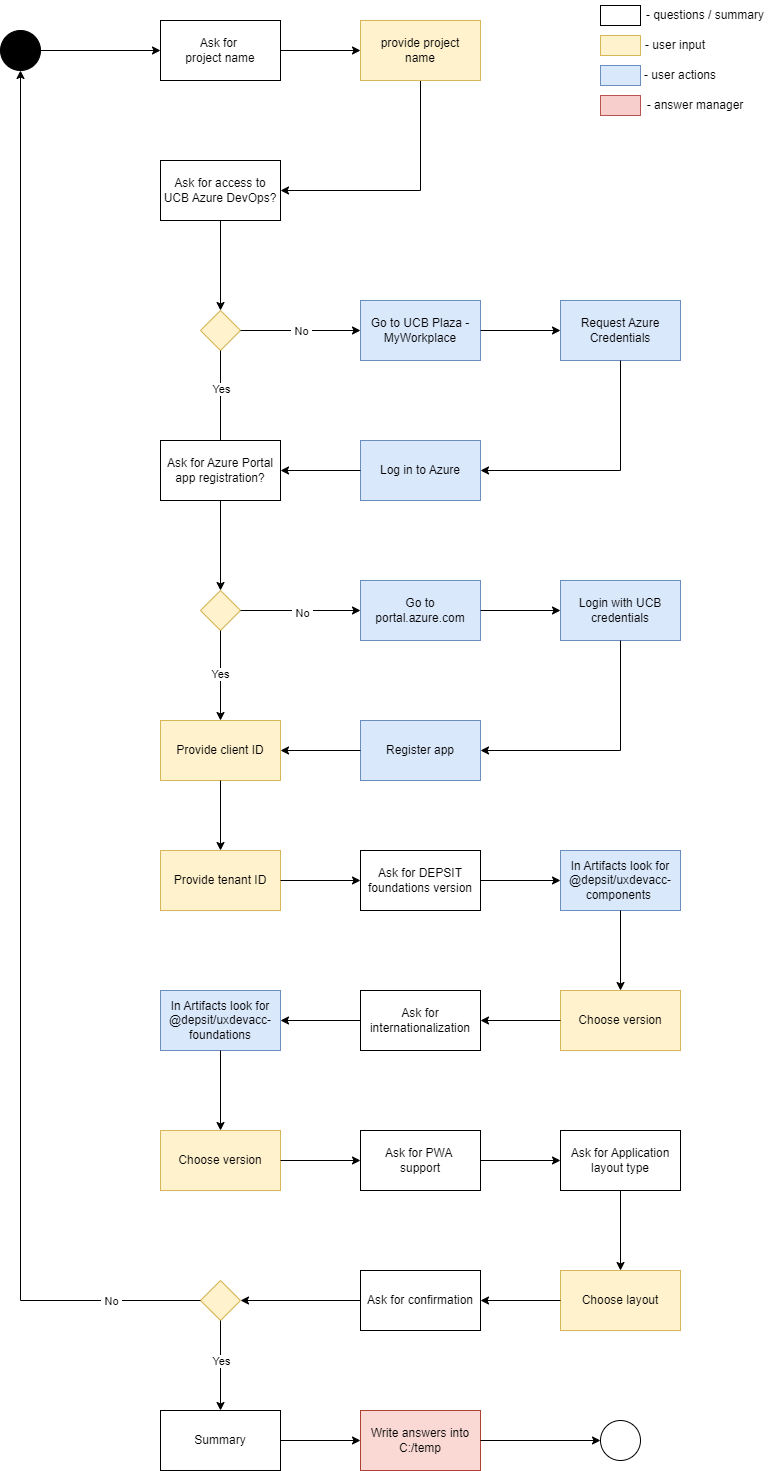 - questions / summary
- user input
- user actions
- answer manager
Ask for
project name
provide project
name
Ask for access to
UCB Azure DevOps?
No
Go to UCB Plaza -
MyWorkplace
Request Azure
Credentials
Yes
Ask for Azure Portal
app registration?
Log in to Azure
No
Go to
portal.azure.com
Login with UCB
credentials
Yes
Provide client ID
Register app
Provide tenant ID
Ask for DEPSIT
foundations version
In Artifacts look for
@depsit/uxdevacc-
components
In Artifacts look for
@depsit/uxdevacc-
foundations
Ask for
internationalization
Choose version
Choose version
Ask for PWA
support
Ask for Application
layout type
No
Ask for confirmation
Choose layout
Yes
Summary
Write answers into
C:/temp